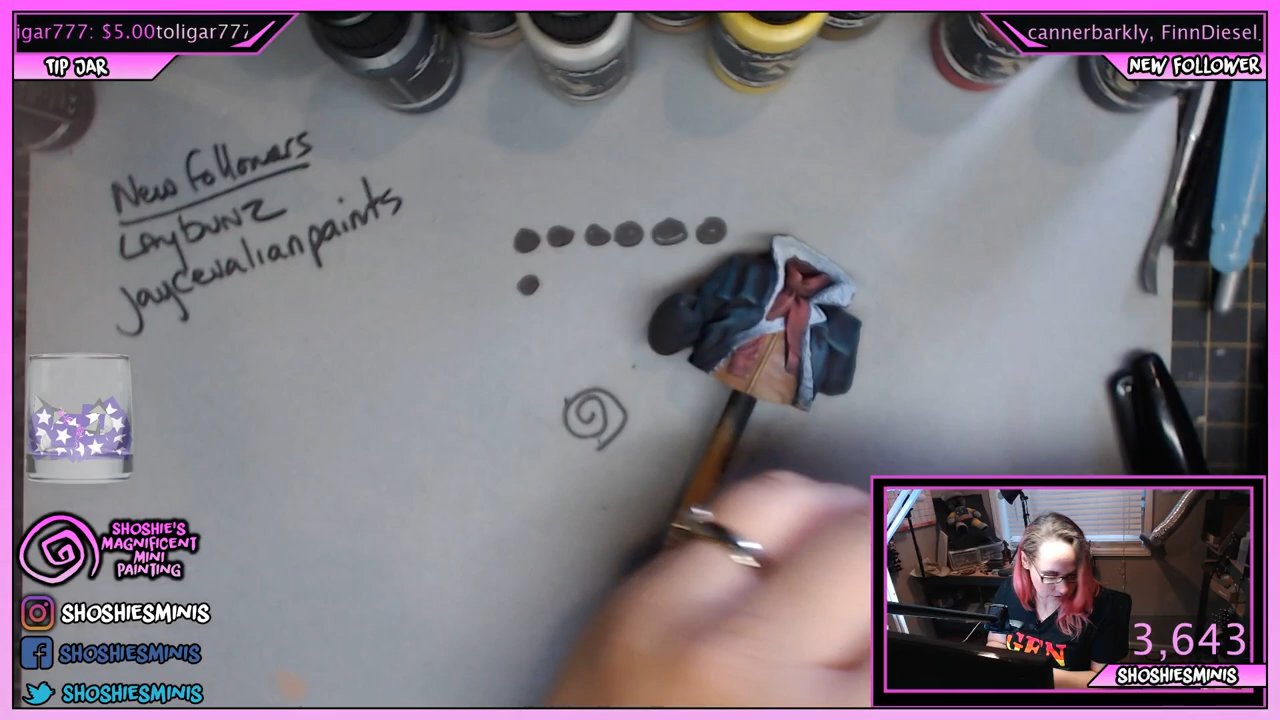 igar777: $5.00toligar777
TIP JAR
cannerbarkly, FinnDiesel
NEW FOLLOWER
New Followers
Laybunz
Jaycevalianpaints
SHOSHIE'S
MAGNIFICENT
MINI
PAINTING
SHOSHIESMINIS
SHOSHIESMINIS
SHOSHIESMINIS
GEN
3,643
SHOSHIESMINIS